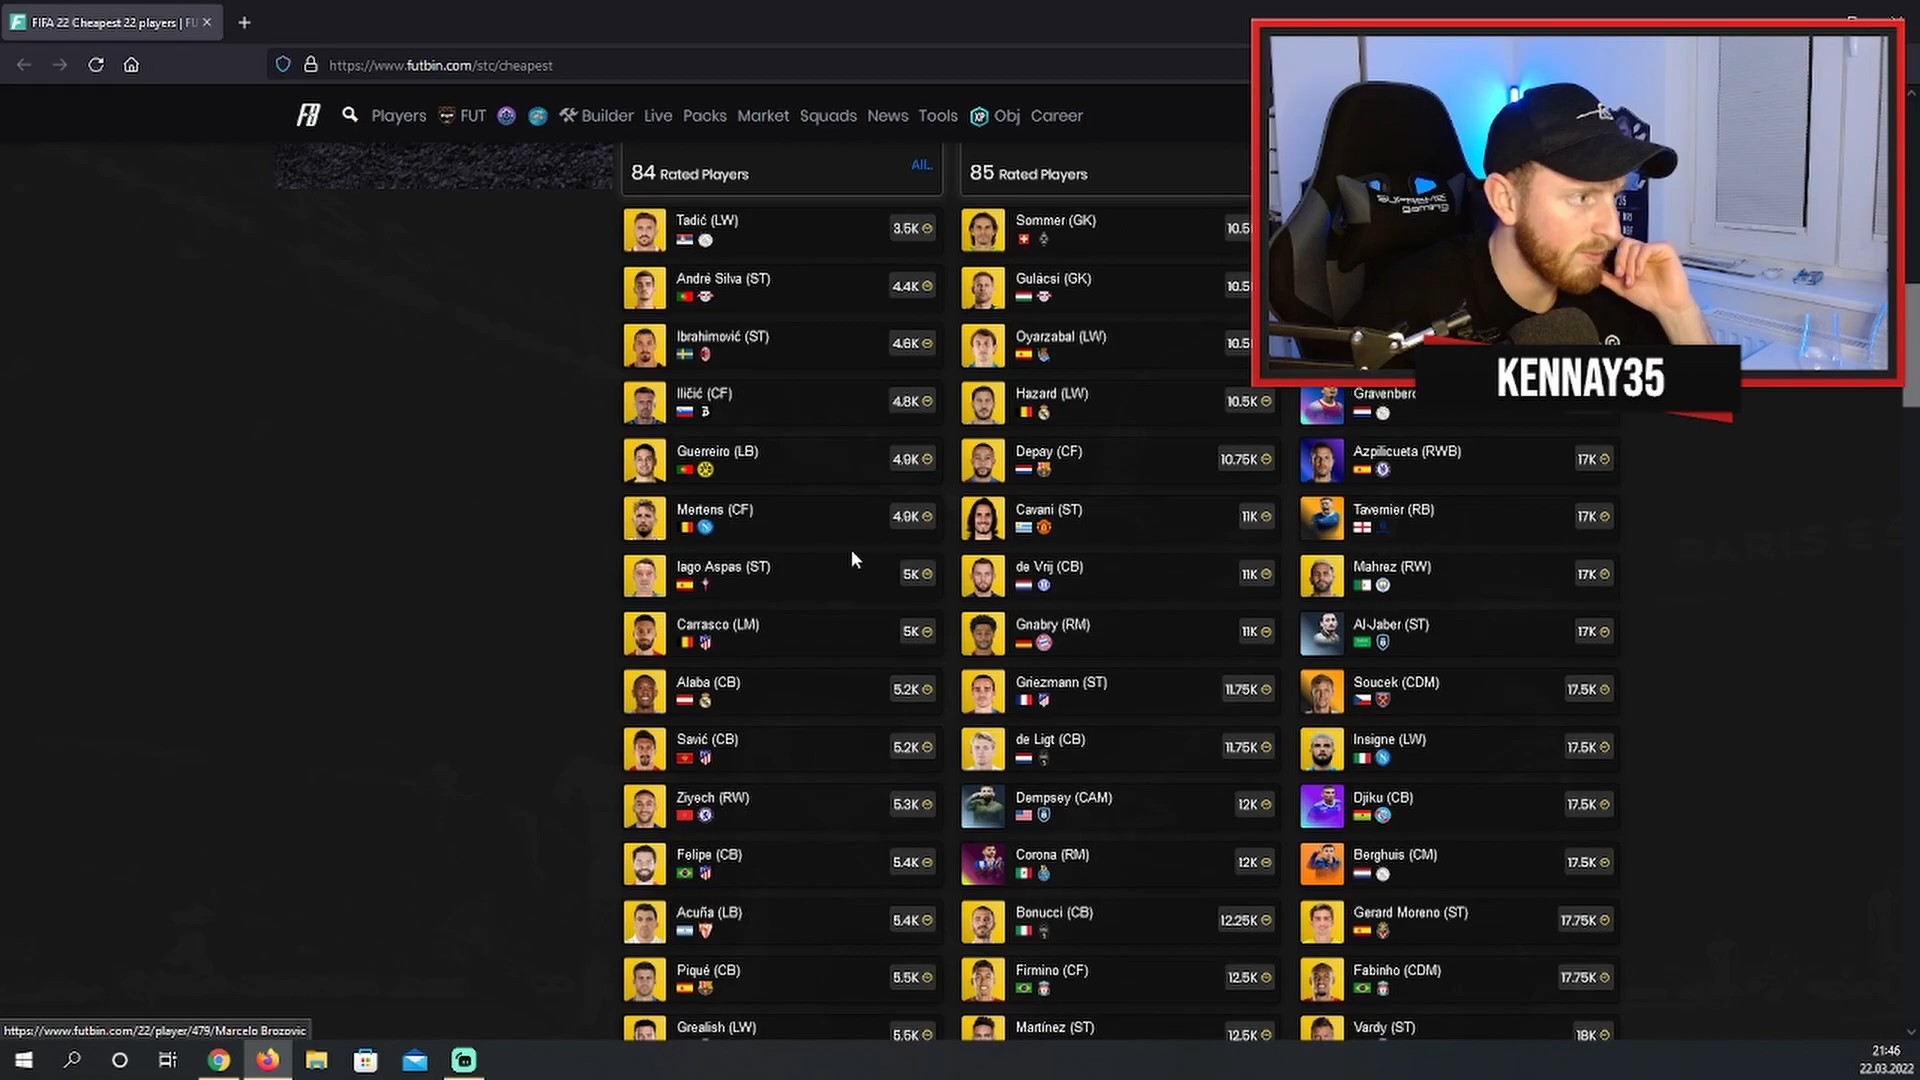 FIFA 22 Cheapest 22 players | FU
https://www.futbin.com/stc/cheapest
Players FUT Builder Live Packs Market Squads News Tools XP Obj Career
84 Rated Players All..
85 Rated Players
Tadić (LW) 3.5K
André Silva (ST) 4.4K
Ibrahimović (ST) 4.6K
Iličić (CF) 4.8K
Guerreiro (LB) 4.9K
Mertens (CF) 4.9K
Iago Aspas (ST) 5K
Carrasco (LM) 5K
Alaba (CB) 5.2K
Savić (CB) 5.2K
Ziyech (RW) 5.3K
Felipe (CB) 5.4K
Acuña (LB) 5.4K
Piqué (CB) 5.5K
Grealish (LW) 5.5K
Sommer (GK) 10.5
Gulácsi (GK) 10.5
Oyarzabal (LW) 10.5
Hazard (LW) 10.5K
Depay (CF) 10.75K
Cavani (ST) 11K
de Vrij (CB) 11K
Gnabry (RM) 11K
Griezmann (ST) 11.75K
de Ligt (CB) 11.75K
Dempsey (CAM) 12K
Corona (RM) 12K
Bonucci (CB) 12.25K
Firmino (CF) 12.5K
Martínez (ST) 12.5K
Gravenberc
Azpilicueta (RWB) 17K
Tavernier (RB) 17K
Mahrez (RW) 17K
Al-Jaber (ST) 17K
Soucek (CDM) 17.5K
Insigne (LW) 17.5K
Djiku (CB) 17.5K
Berghuis (CM) 17.5K
Gerard Moreno (ST) 17.75K
Fabinho (CDM) 17.75K
Vardy (ST) 18K
SUPREME
gaming
KENNAY35
https://www.futbin.com/22/player/479/Marcelo Brozovic
21:46
22.03.2022